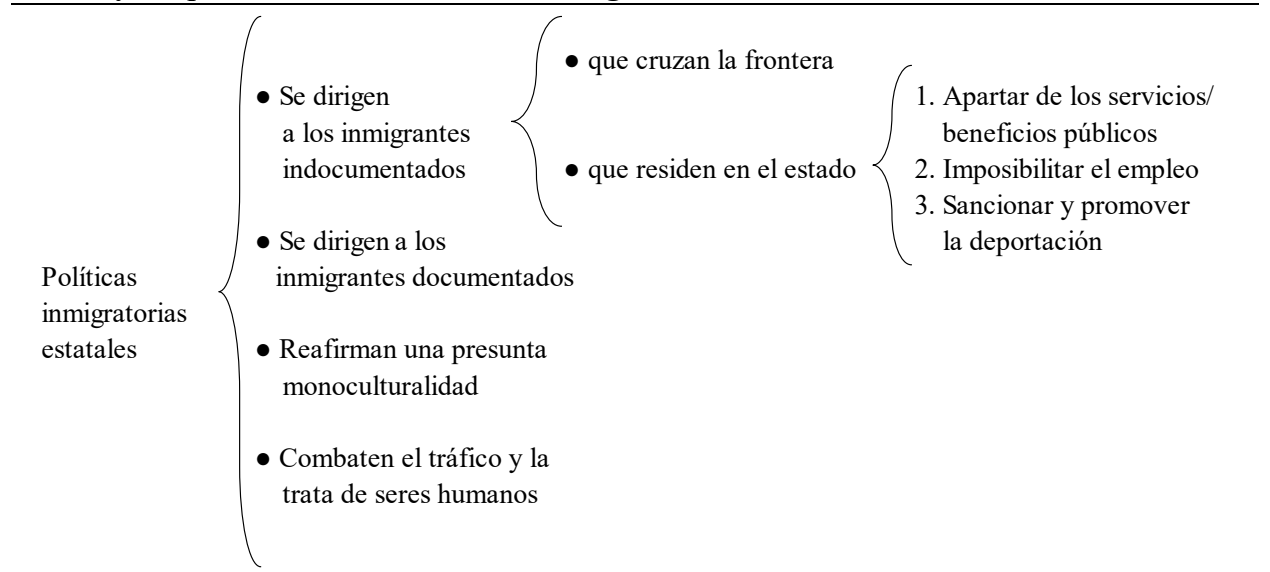 Políticas
inmigratorias
estatales
● Se dirigen
a los inmigrantes
indocumentados
● que cruzan la frontera
● que residen en el estado
1. Apartar de los servicios/
beneficios públicos
2. Imposibilitar el empleo
3. Sancionar y promover
la deportación
● Se dirigen a los
inmigrantes documentados
● Reafirman una presunta
monoculturalidad
● Combaten el tráfico y la
trata de seres humanos